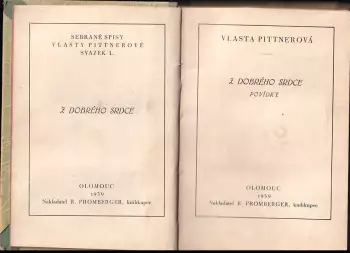 SEBRANÉ SPISY
VLASTY PITTNEROVÉ
SVAZEK 1.
Z DOBRÉHO SRDCE
OLOMOUC
1939
Nakladatel R. PROMBERGER, knihkupec
VLASTA PITTNEROVÁ
Z DOBRÉHO SRDCE
POVÍDKY
OLOMOUC
1939
Nakladatel R. PROMBERGER, knihkupec